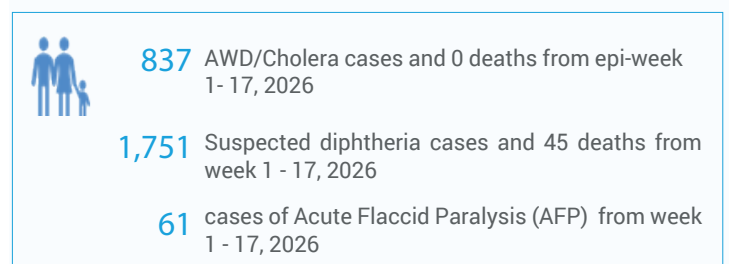 837 AWD/Cholera cases and 0 deaths from epi-week
1- 17, 2026
1,751 Suspected diphtheria cases and 45 deaths from
week 1 - 17, 2026
61 cases of Acute Flaccid Paralysis (AFP) from week
1 - 17, 2026